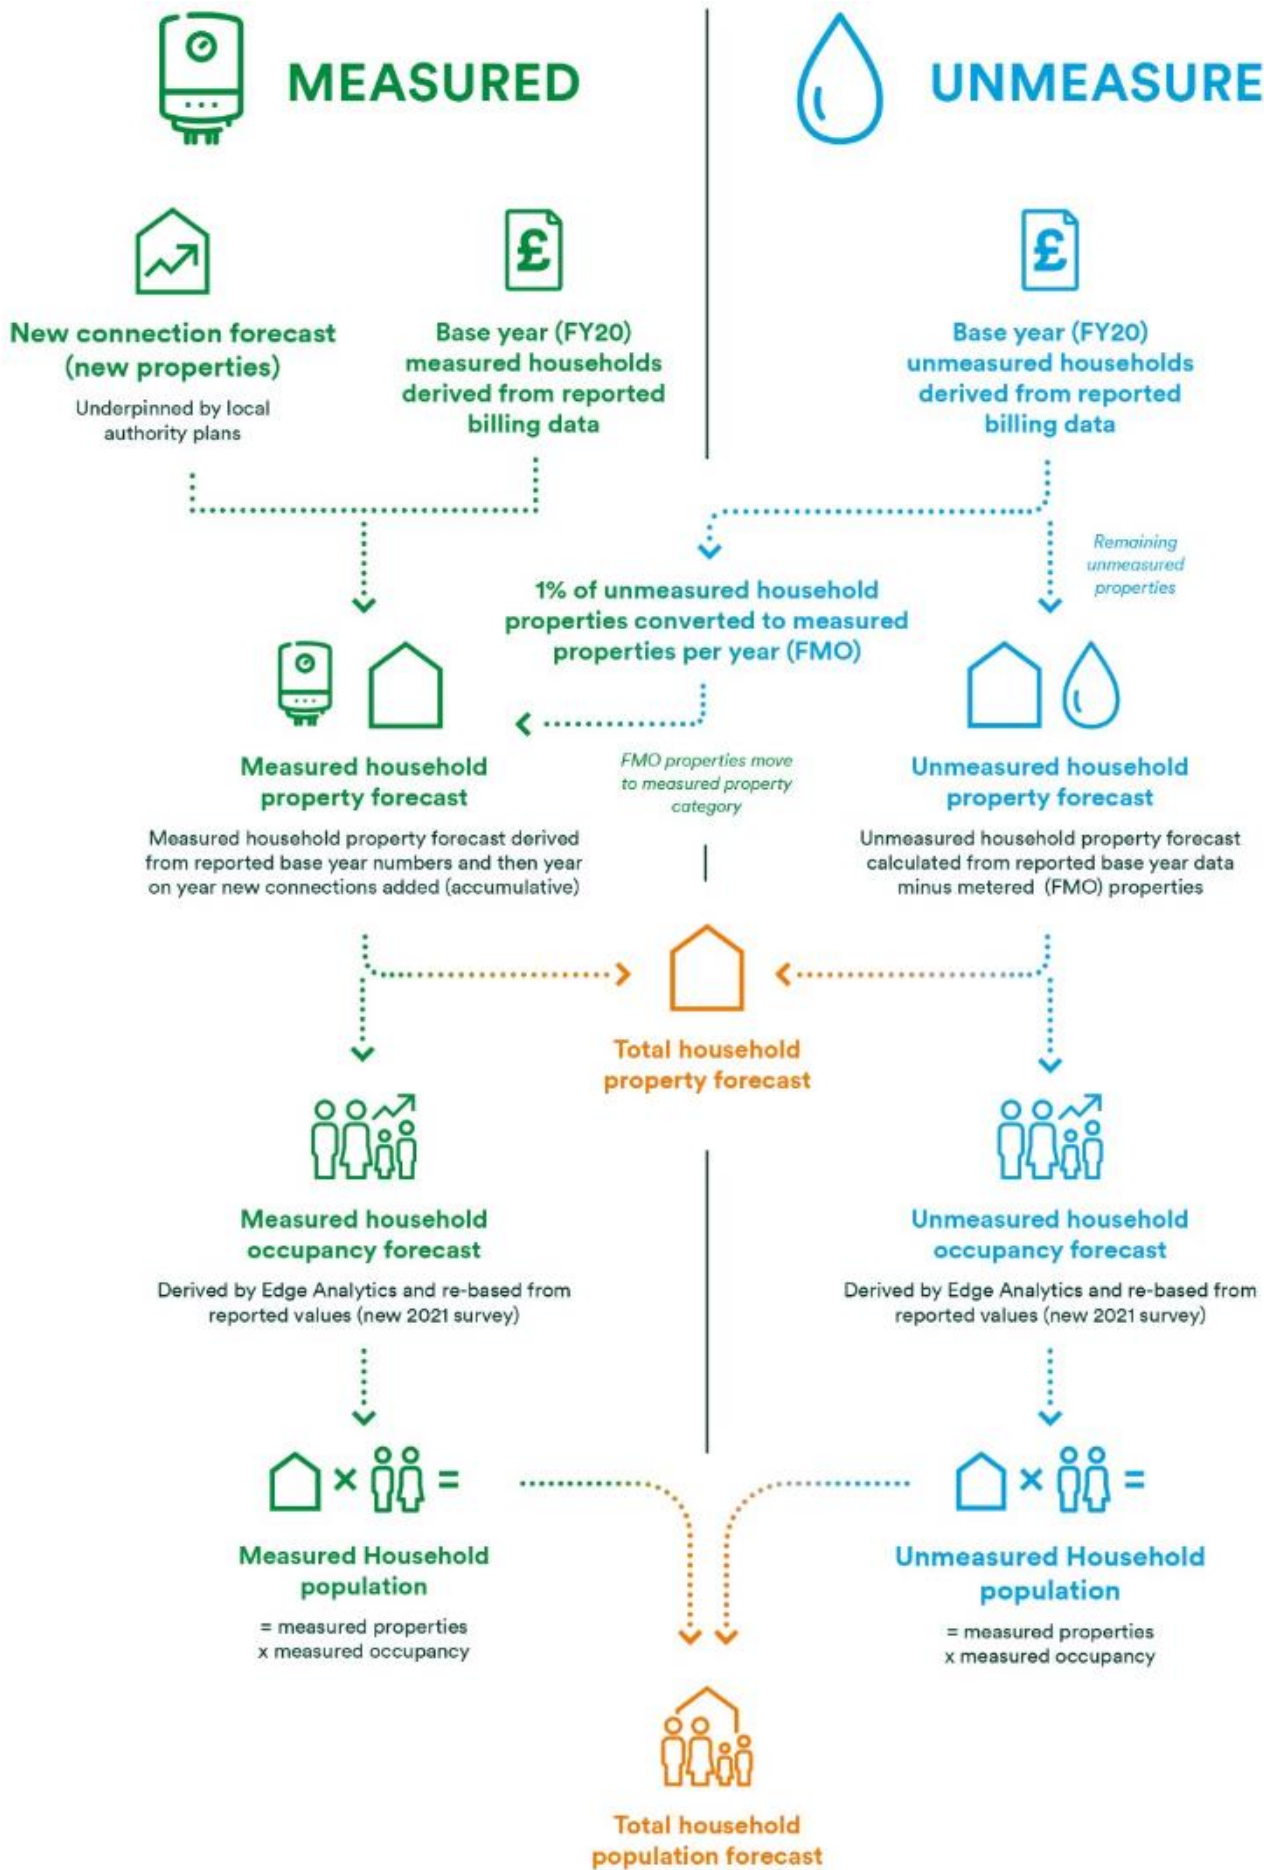 MEASURED
UNMEASURE
£
£
New connection forecast
(new properties)
Underpinned by local
authority plans
Base year (FY20)
measured households
derived from reported
billing data
Base year (FY20)
unmeasured households
derived from reported
billing data
Remaining
unmeasured
properties
1% of unmeasured household
properties converted to measured
properties per year (FMO)
FMO properties move
to measured property
category
Measured household
property forecast
Measured household property forecast derived
from reported base year numbers and then year
on year new connections added (accumulative)
Unmeasured household
property forecast
Unmeasured household property forecast
calculated from reported base year data
minus metered (FMO) properties
Total household
property forecast
Measured household
occupancy forecast
Derived by Edge Analytics and re-based from
reported values (new 2021 survey)
Unmeasured household
occupancy forecast
Derived by Edge Analytics and re-based from
reported values (new 2021 survey)
× =
× =
Measured Household
population
= measured properties
x measured occupancy
Unmeasured Household
population
= measured properties
x measured occupancy
Total household
population forecast